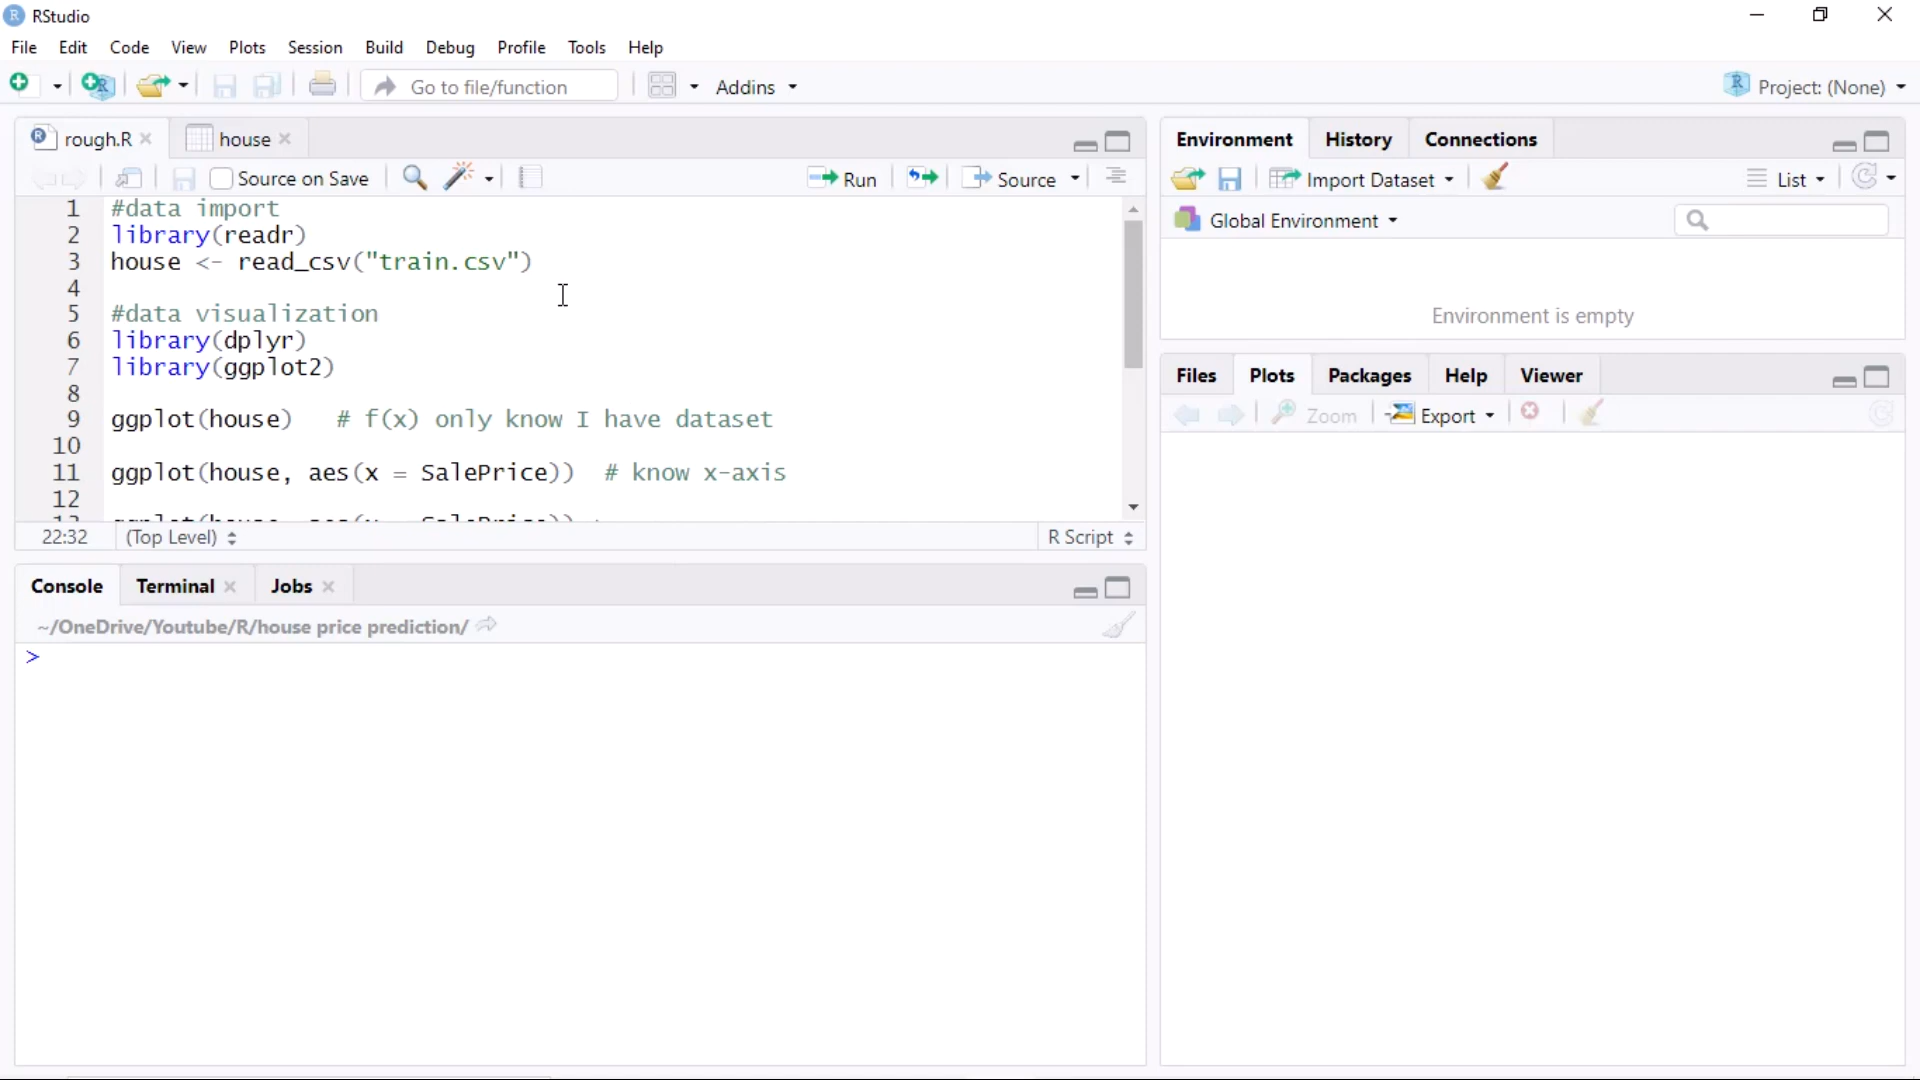 RStudio
File Edit Code View Plots Session Build Debug Profile Tools Help
Go to file/function Addins Project: (None)
rough.R house
Source on Save Run Source
1 #data import
2 library(readr)
3 house <- read_csv("train.csv")
4
5 #data visualization
6 library(dplyr)
7 library(ggplot2)
8
9 ggplot(house) # f(x) only know I have dataset
10
11 ggplot(house, aes(x = SalePrice)) # know x-axis
12
22:32 (Top Level) R Script
Console Terminal Jobs
~/OneDrive/Youtube/R/house price prediction/
>
Environment History Connections
Import Dataset List
Global Environment
Environment is empty
Files Plots Packages Help Viewer
Zoom Export